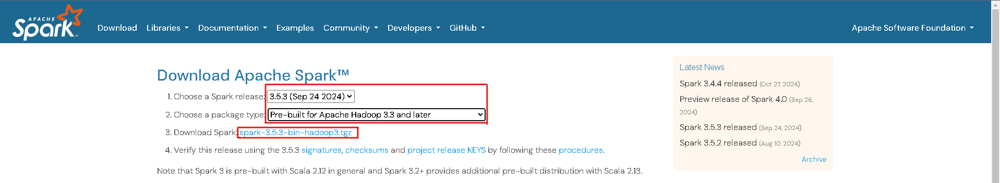 APACHE
Spark™
Download Libraries Documentation Examples Community Developers GitHub Apache Software Foundation
Download Apache Spark™
1. Choose a Spark release: 3.5.3 (Sep 24 2024)
2. Choose a package type: Pre-built for Apache Hadoop 3.3 and later
3. Download Spark: spark-3.5.3-bin-hadoop3.tgz
4. Verify this release using the 3.5.3 signatures, checksums and project release KEYS by following these procedures.
Note that Spark 3 is pre-built with Scala 2.12 in general and Spark 3.2+ provides additional pre-built distribution with Scala 2.13.
Latest News
Spark 3.4.4 released (Oct 27, 2024)
Preview release of Spark 4.0 (Sep 26,
2024)
Spark 3.5.3 released (Sep 24, 2024)
Spark 3.5.2 released (Aug 10, 2024)
Archive